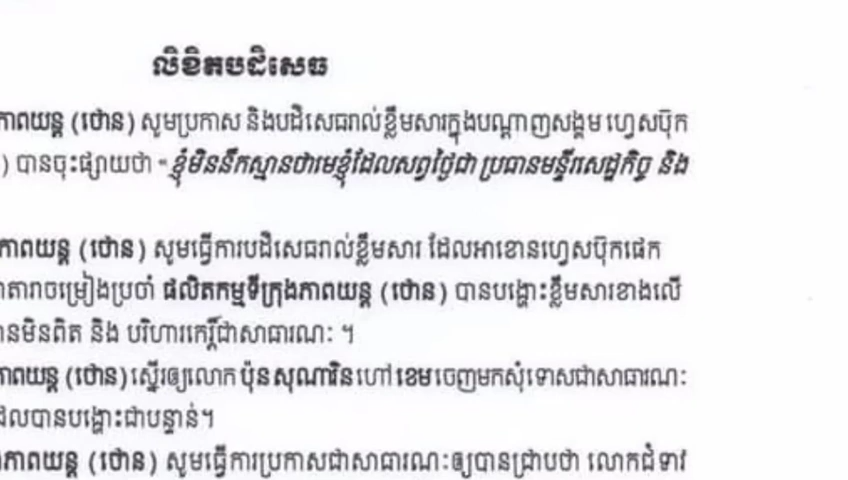 លិខិតបដិសេធ
ភាពយន្ត (ថោន) សូមប្រកាស និងបដិសេធរាល់ខ្លឹមសារក្នុងបណ្តាញសង្គម ហ្វេសប៊ុក
) បានចុះផ្សាយថា “ ខ្ញុំមិននឹកស្មានថាមេខ្ញុំដែលសព្វថ្ងៃជា ប្រធានមន្ទីរសេដ្ឋកិច្ច និង
ភាពយន្ត (ថោន) សូមធ្វើការបដិសេធរាល់ខ្លឹមសារ ដែលអាខោនហ្វេសប៊ុកផេក
តារាចម្រៀងប្រចាំ ផលិតកម្មទីក្រុងភាពយន្ត (ថោន) បានបង្ហោះខ្លឹមសារខាងលើ
មិនពិត និង បរិហារកេរ្តិ៍ជាសាធារណៈ ។
ភាពយន្ត (ថោន) ស្នើរឲ្យលោក ប៉ុន សុណារិន ហៅ ខេម ចេញមកសុំទោសជាសាធារណៈ
ដែលបានបង្ហោះជាបន្ទាន់។
ភាពយន្ត (ថោន) សូមធ្វើការប្រកាសជាសាធារណៈឲ្យបានជ្រាបថា លោកជំទាវ